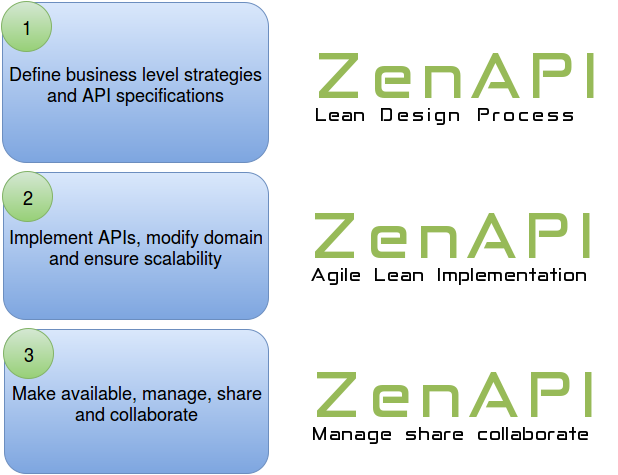 1
Define business level strategies
and API specifications
ZenAPI
Lean Design Process
2
Implement APIs, modify domain
and ensure scalability
ZenAPI
Agile Lean Implementation
3
Make available, manage, share
and collaborate
ZenAPI
Manage share collaborate